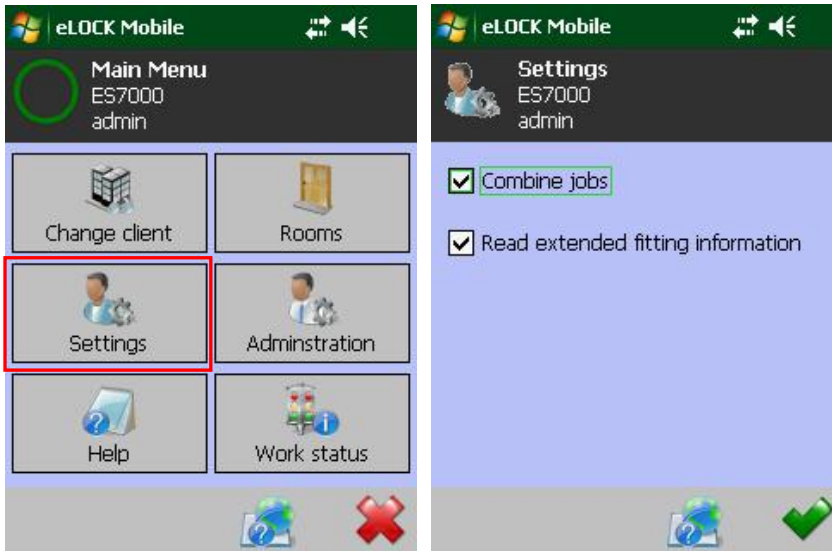 eLOCK Mobile
Main Menu
ES7000
admin
Change client
Rooms
Settings
Adminstration
Help
Work status
eLOCK Mobile
Settings
ES7000
admin
Combine jobs
Read extended fitting information